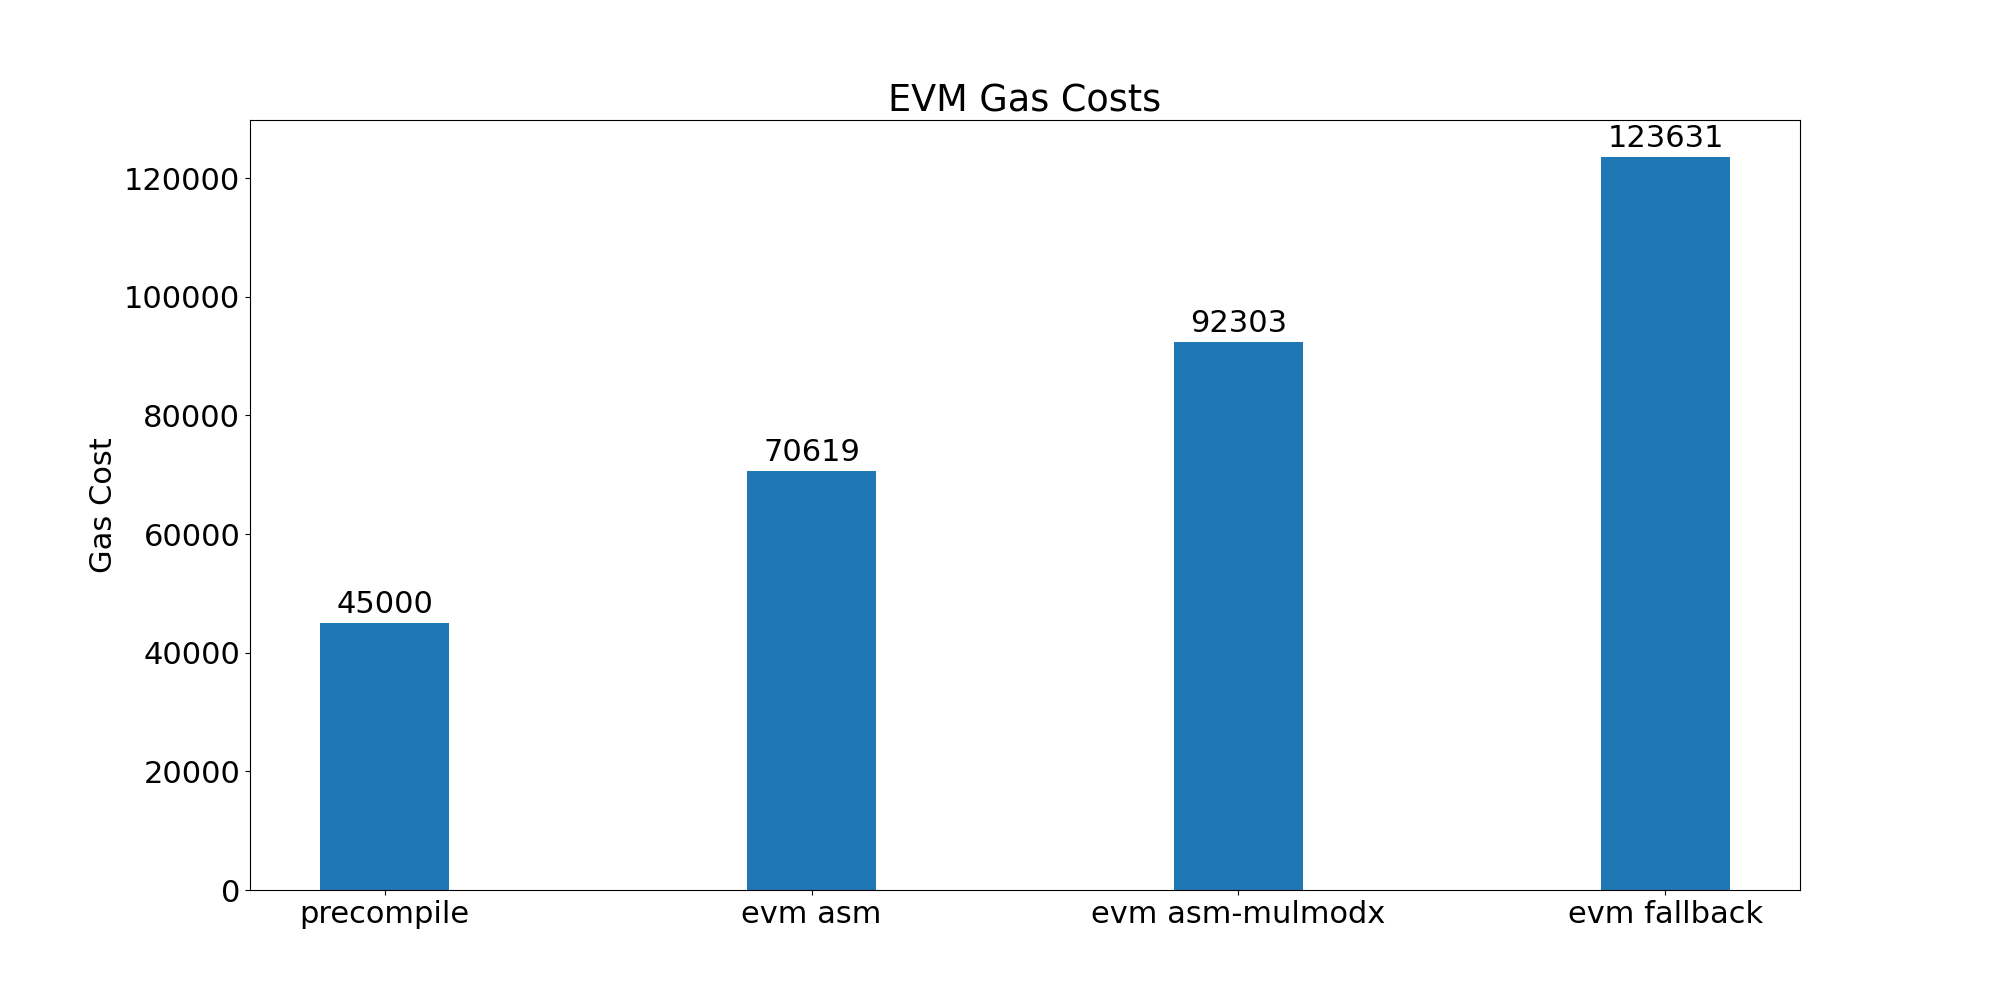 EVM Gas Costs
Gas Cost
120000
100000
80000
60000
40000
20000
0
45000
70619
92303
123631
precompile
evm asm
evm asm-mulmodx
evm fallback